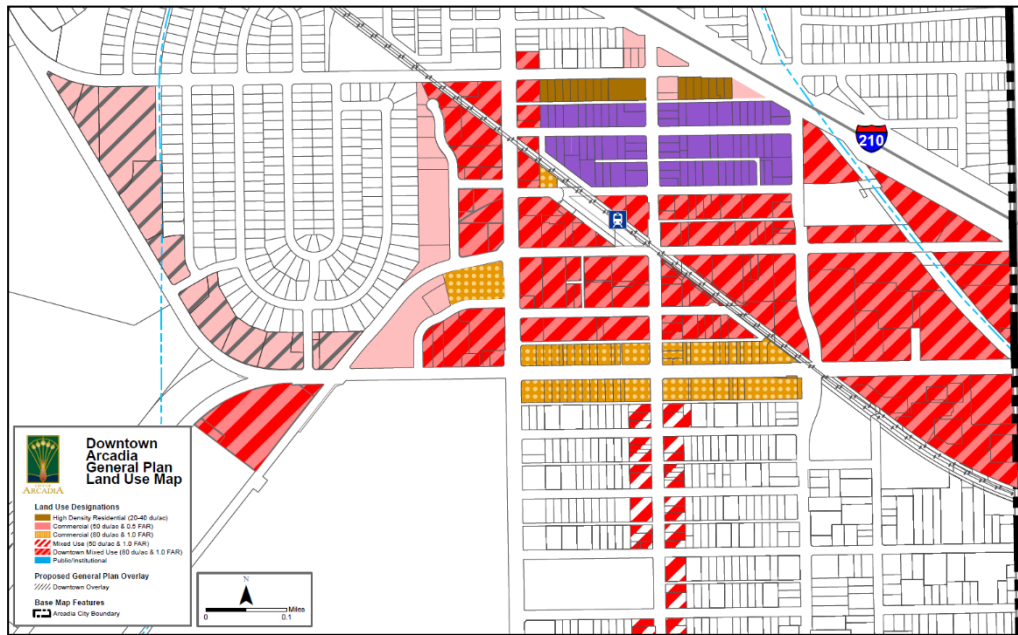 210
Downtown
Arcadia
General Plan
Land Use Map
CITY OF
ARCADIA
Land Use Designations
High Density Residential (20-40 du/ac)
Commercial (50 du/ac & 0.5 FAR)
Commercial (80 du/ac & 1.0 FAR)
Mixed Use (50 du/ac & 1.0 FAR)
Downtown Mixed Use (80 du/ac & 1.0 FAR)
Public/Institutional
Proposed General Plan Overlay
Downtown Overlay
Base Map Features
Arcadia City Boundary
N
Miles
0 0.1